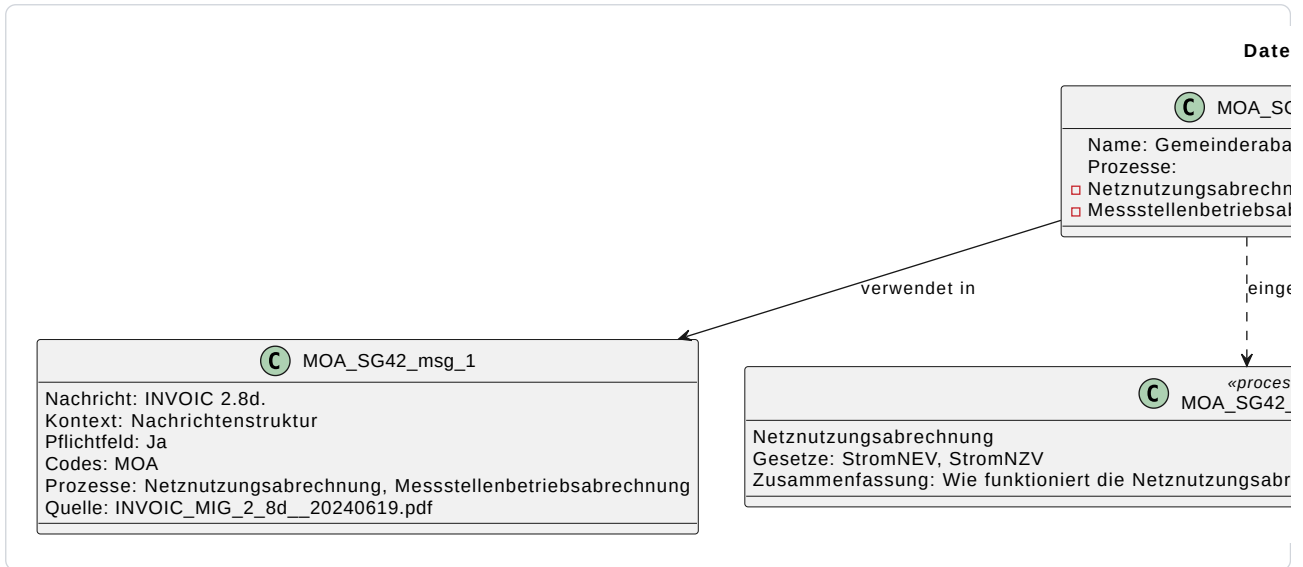 Date
C MOA_SG
Name: Gemeinderaba
Prozesse:
Netznutzungsabrechn
Messstellenbetriebsab
verwendet in
einge
C MOA_SG42_msg_1
Nachricht: INVOIC 2.8d.
Kontext: Nachrichtenstruktur
Pflichtfeld: Ja
Codes: MOA
Prozesse: Netznutzungsabrechnung, Messstellenbetriebsabrechnung
Quelle: INVOIC_MIG_2_8d__20240619.pdf
«proces
C MOA_SG42_
Netznutzungsabrechnung
Gesetze: StromNEV, StromNZV
Zusammenfassung: Wie funktioniert die Netznutzungsabr